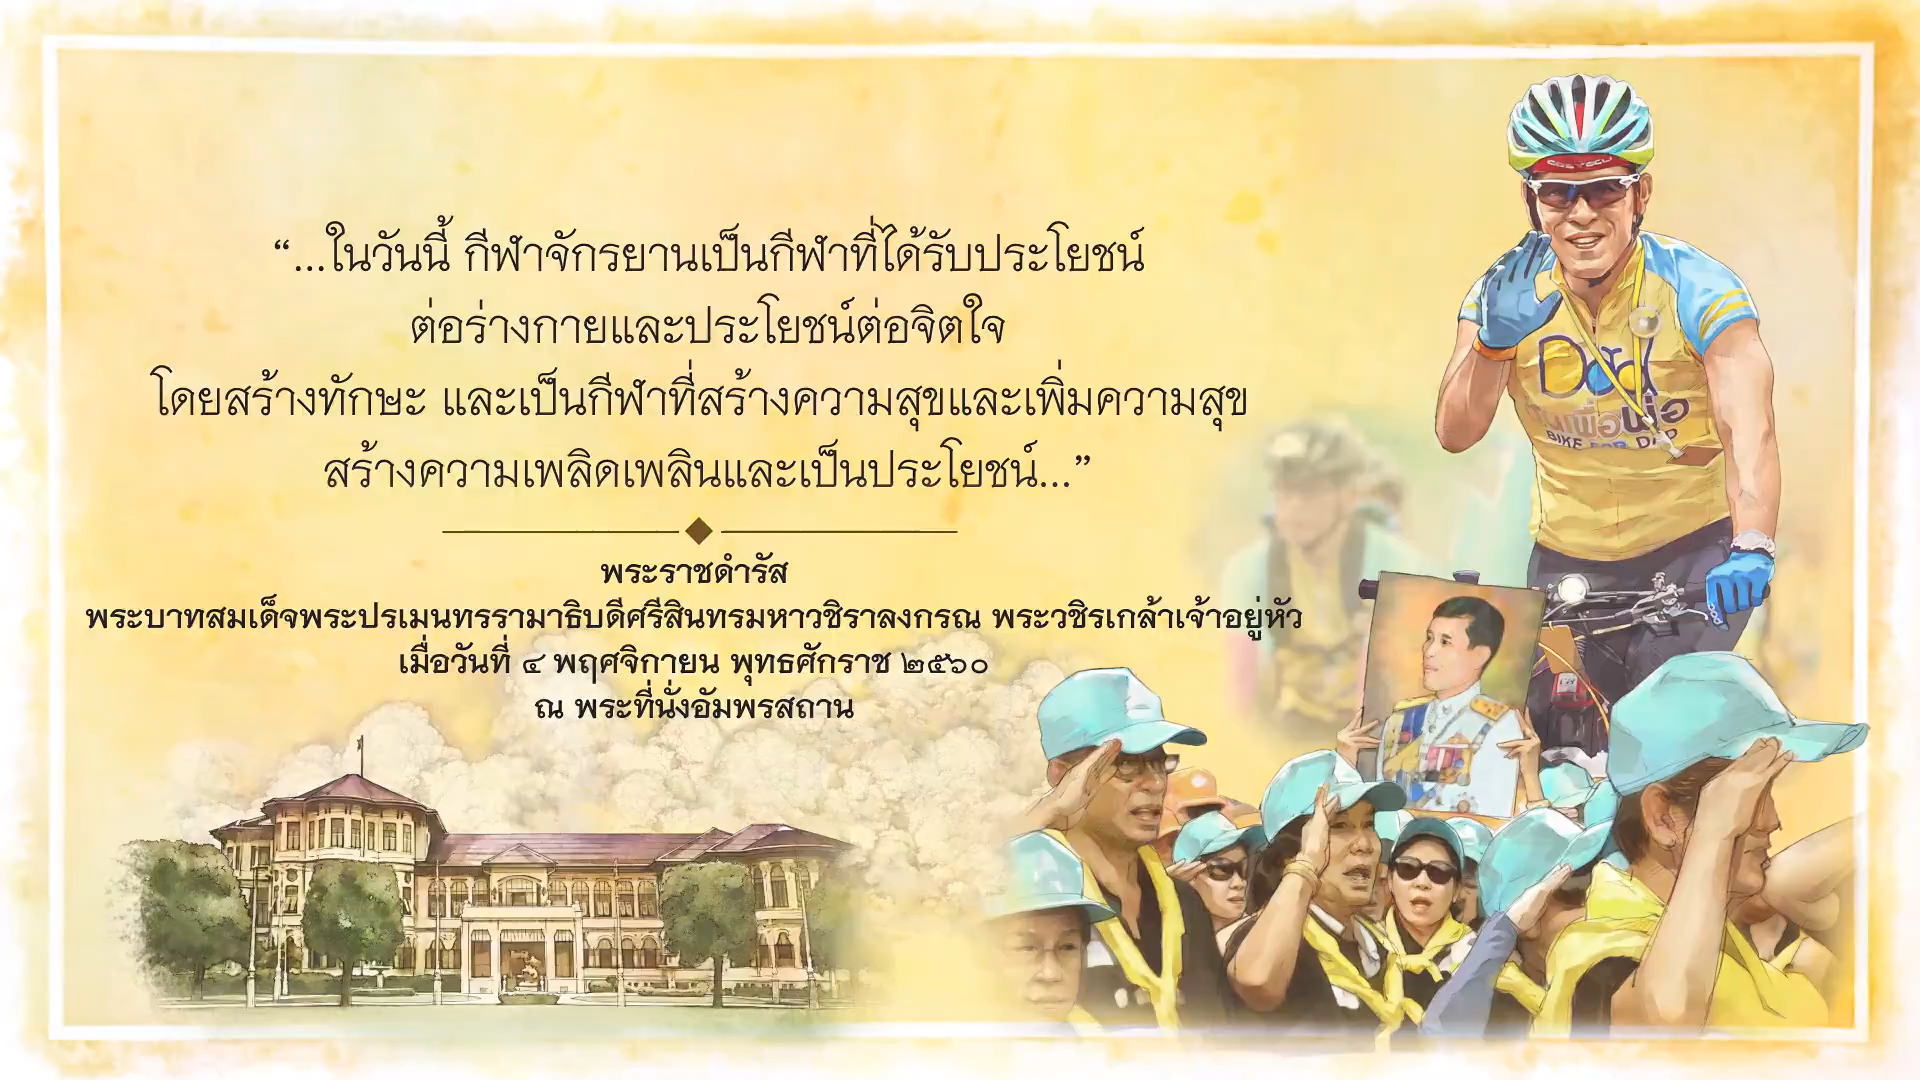 “...ในวันนี้ กีฬาจักรยานเป็นกีฬาที่ได้รับประโยชน์
ต่อร่างกายและประโยชน์ต่อจิตใจ
โดยสร้างทักษะ และเป็นกีฬาที่สร้างความสุขและเพิ่มความสุข
สร้างความเพลิดเพลินและเป็นประโยชน์...”
พระราชดำรัส
พระบาทสมเด็จพระปรเมนทรรามาธิบดีศรีสินทรมหาวชิราลงกรณ พระวชิรเกล้าเจ้าอยู่หัว
เมื่อวันที่ ๔ พฤศจิกายน พุทธศักราช ๒๕๖๐
ณ พระที่นั่งอัมพรสถาน
Dad
ปั่นเพื่อพ่อ
BIKE FOR DAD